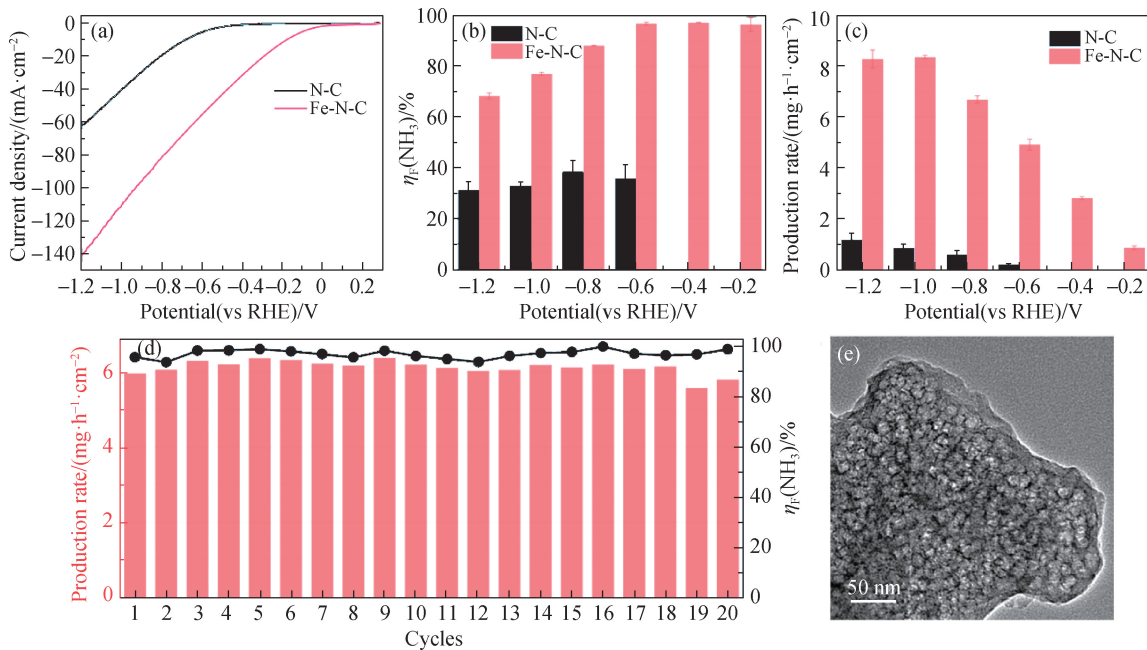 (a)
N-C
Fe-N-C
Current density/(mA·cm⁻²)
0
−20
−40
−60
−80
−100
−120
−140
−1.2 −1.0 −0.8 −0.6 −0.4 −0.2 0 0.2
Potential(vs RHE)/V
(b)
N-C
Fe-N-C
ηF(NH₃)/%
100
80
60
40
20
0
−1.2 −1.0 −0.8 −0.6 −0.4 −0.2
Potential(vs RHE)/V
(c)
N-C
Fe-N-C
Production rate/(mg·h⁻¹·cm⁻²)
10
8
6
4
2
0
−1.2 −1.0 −0.8 −0.6 −0.4 −0.2
Potential(vs RHE)/V
(d)
Production rate/(mg·h⁻¹·cm⁻²)
6
4
2
0
100
80
60
40
20
0
ηF(NH₃)/%
1 2 3 4 5 6 7 8 9 10 11 12 13 14 15 16 17 18 19 20
Cycles
(e)
50 nm